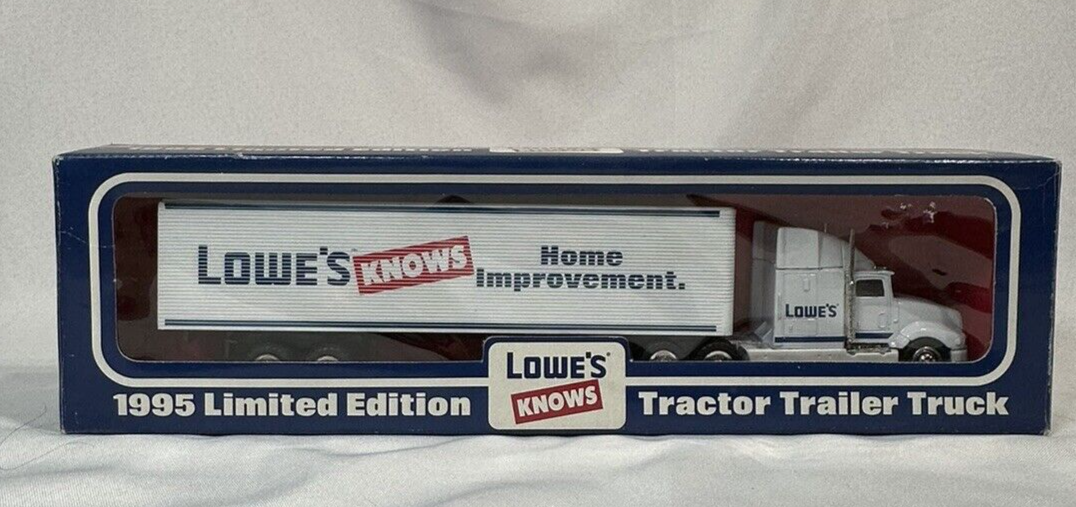 LOWE'S KNOWS Home
Improvement.
LOWE'S
LOWE'S
KNOWS
1995 Limited Edition
Tractor Trailer Truck